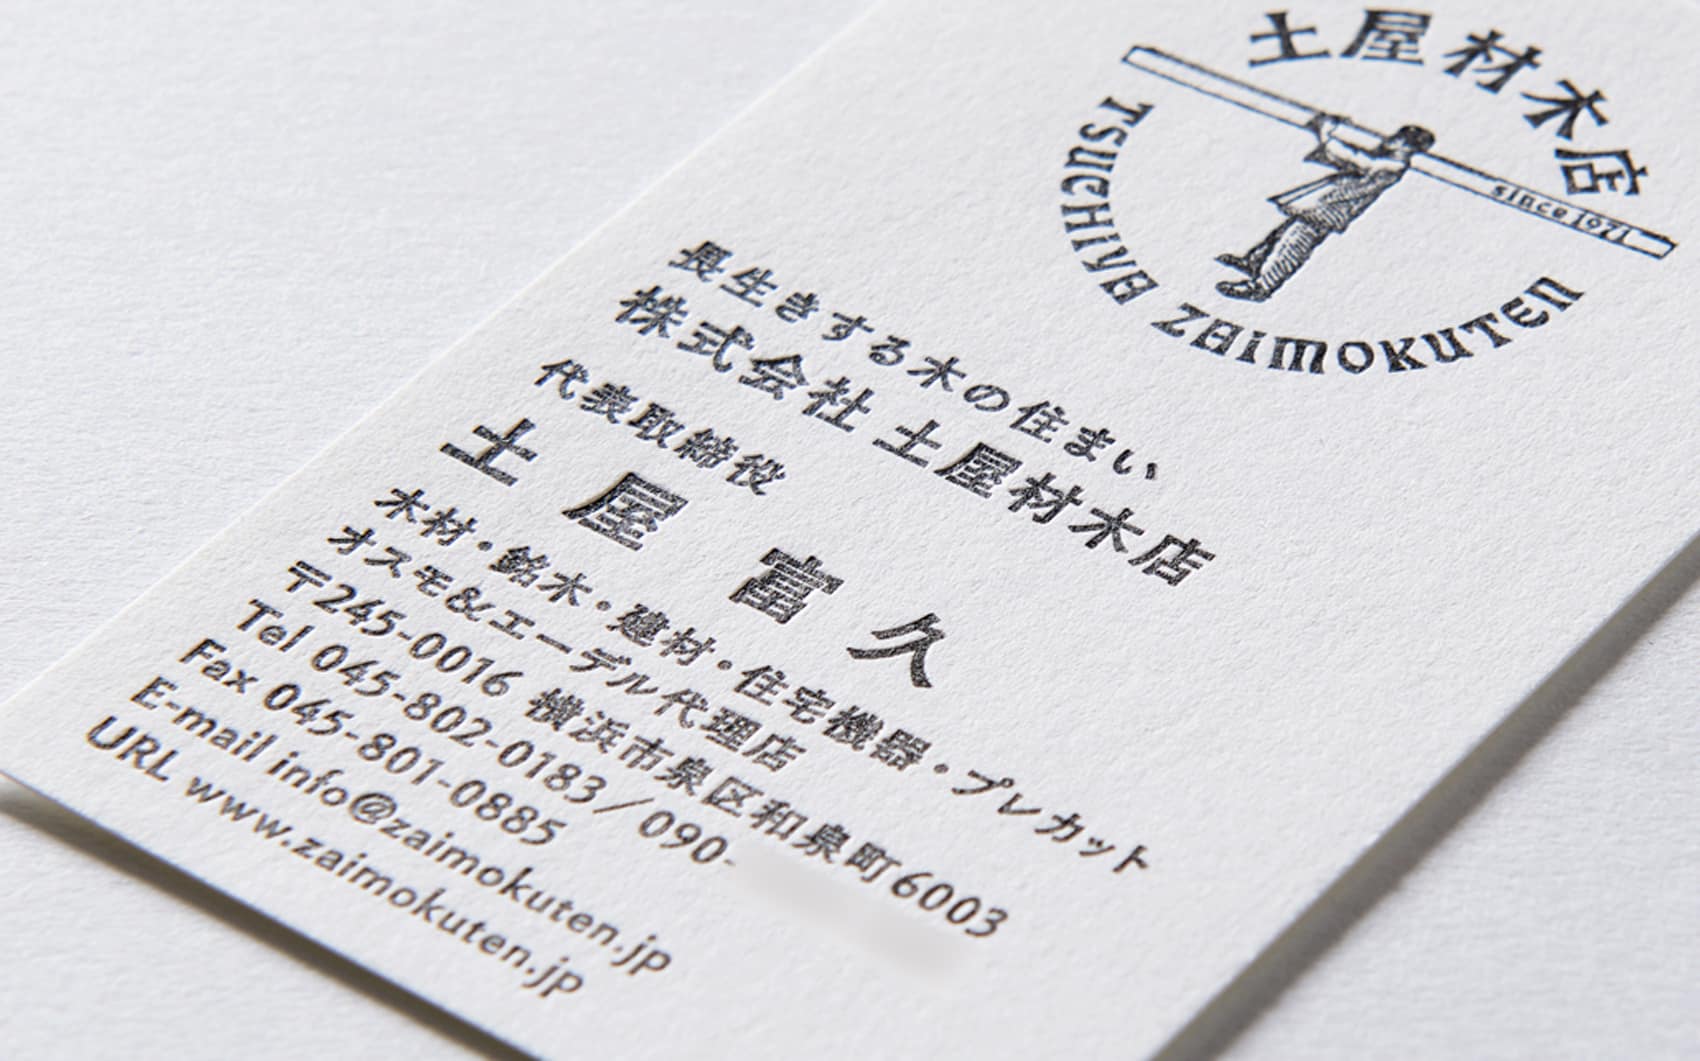 土屋材木店
since 1971
TSUCHIYA ZAIMOKUTEN
長生きする木の住まい
株式会社 土屋材木店
代表取締役
土屋 富久
木材・銘木・建材・住宅機器・プレカット
オスモ&エーデル代理店
〒245-0016 横浜市泉区和泉町6003
Tel 045-802-0183／090-
Fax 045-801-0885
E-mail info@zaimokuten.jp
URL www.zaimokuten.jp